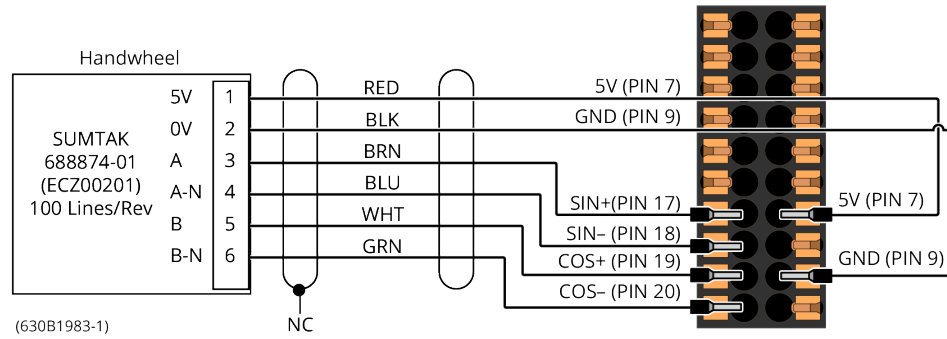 Handwheel
5V 1 RED 5V (PIN 7)
0V 2 BLK GND (PIN 9)
SUMTAK
688874-01
(ECZ00201)
100 Lines/Rev
A 3 BRN
A-N 4 BLU
B 5 WHT
B-N 6 GRN
SIN+(PIN 17) 5V (PIN 7)
SIN– (PIN 18)
COS+ (PIN 19) GND (PIN 9)
COS– (PIN 20)
NC
(630B1983-1)